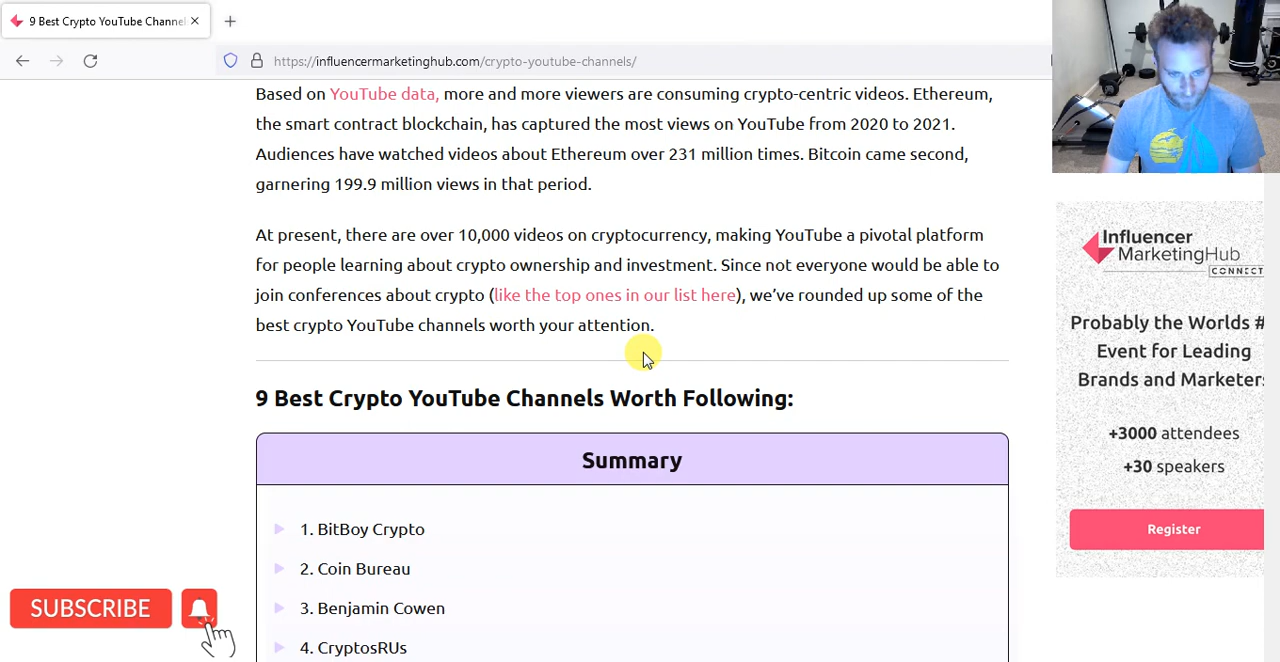 9 Best Crypto YouTube Channe
https://influencermarketinghub.com/crypto-youtube-channels/
Based on YouTube data, more and more viewers are consuming crypto-centric videos. Ethereum,
the smart contract blockchain, has captured the most views on YouTube from 2020 to 2021.
Audiences have watched videos about Ethereum over 231 million times. Bitcoin came second,
garnering 199.9 million views in that period.
At present, there are over 10,000 videos on cryptocurrency, making YouTube a pivotal platform
for people learning about crypto ownership and investment. Since not everyone would be able to
join conferences about crypto (like the top ones in our list here), we’ve rounded up some of the
best crypto YouTube channels worth your attention.
9 Best Crypto YouTube Channels Worth Following:
Summary
1. BitBoy Crypto
2. Coin Bureau
3. Benjamin Cowen
4. CryptosRUs
Influencer
MarketingHub
CONNECT
Probably the Worlds #
Event for Leading
Brands and Marketers
+3000 attendees
+30 speakers
Register
SUBSCRIBE